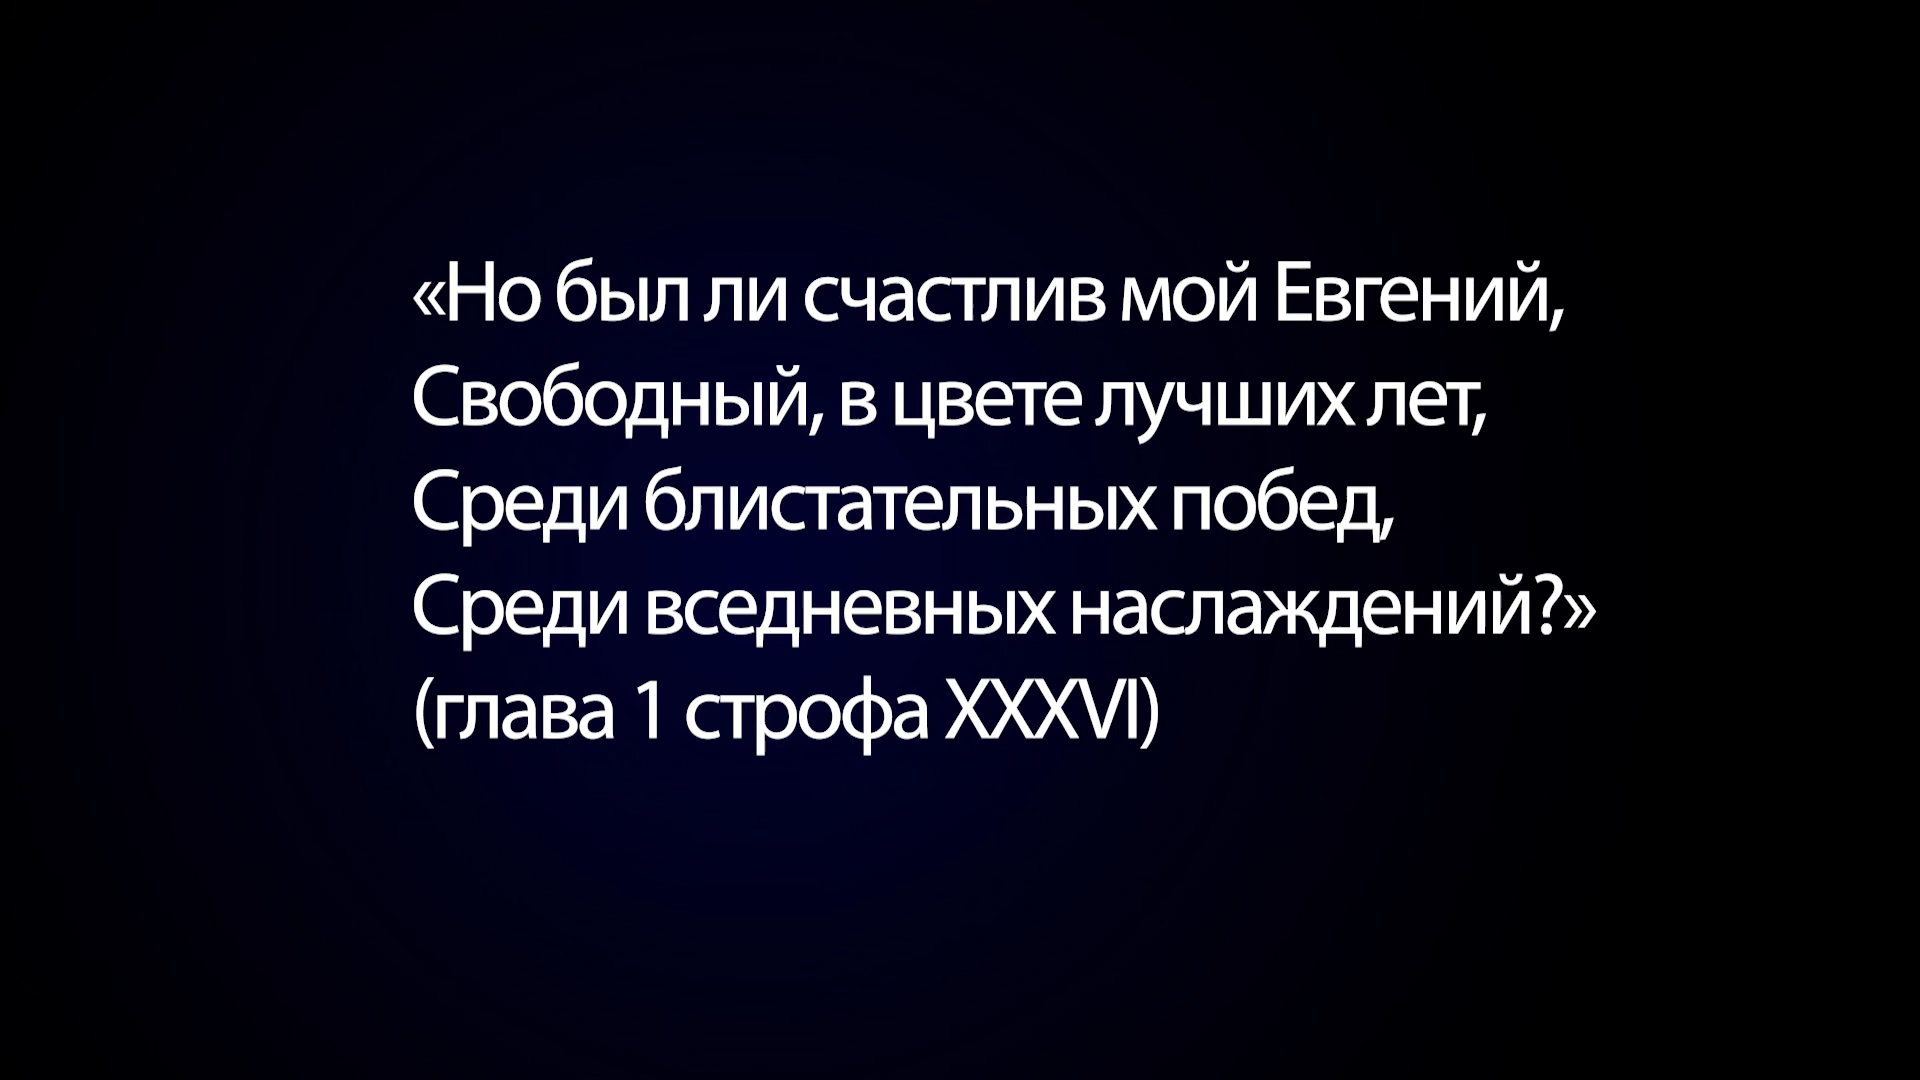 «Но был ли счастлив мой Евгений,
Свободный, в цвете лучших лет,
Среди блистательных побед,
Среди вседневных наслаждений?»
(глава 1 строфа XXXVI)